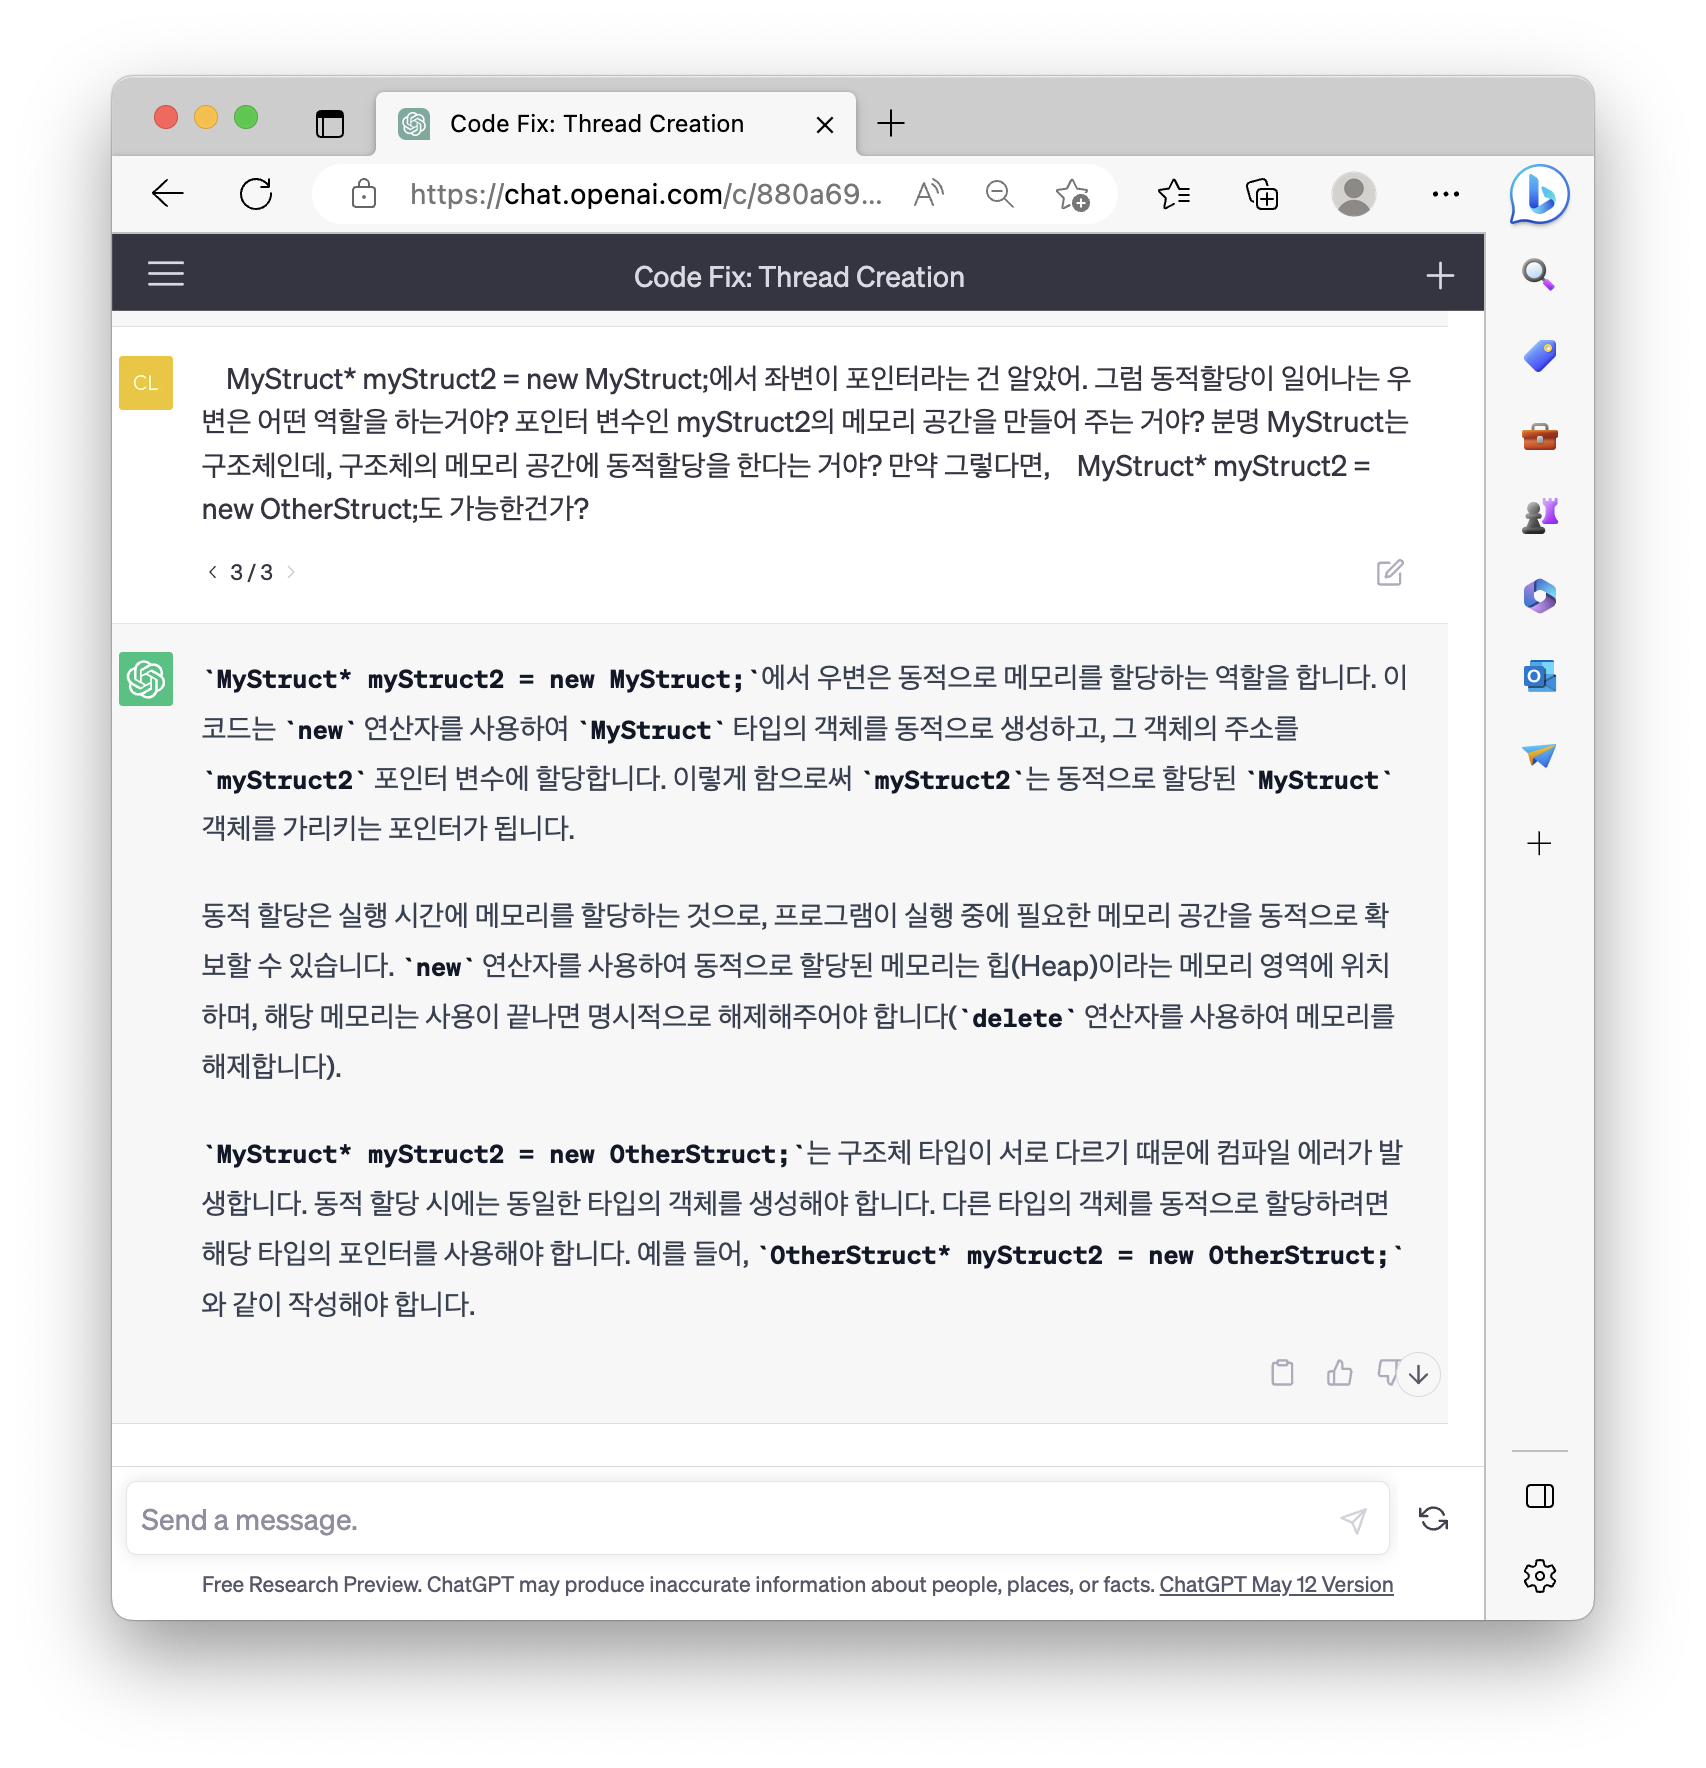 Code Fix: Thread Creation
https://chat.openai.com/c/880a69...
Code Fix: Thread Creation
CL
MyStruct* myStruct2 = new MyStruct;에서 좌변이 포인터라는 건 알았어. 그럼 동적할당이 일어나는 우
변은 어떤 역할을 하는거야? 포인터 변수인 myStruct2의 메모리 공간을 만들어 주는 거야? 분명 MyStruct는
구조체인데, 구조체의 메모리 공간에 동적할당을 한다는 거야? 만약 그렇다면, MyStruct* myStruct2 =
new OtherStruct;도 가능한건가?
< 3 / 3 >
`MyStruct* myStruct2 = new MyStruct;`에서 우변은 동적으로 메모리를 할당하는 역할을 합니다. 이
코드는 `new` 연산자를 사용하여 `MyStruct` 타입의 객체를 동적으로 생성하고, 그 객체의 주소를
`myStruct2` 포인터 변수에 할당합니다. 이렇게 함으로써 `myStruct2`는 동적으로 할당된 `MyStruct`
객체를 가리키는 포인터가 됩니다.
동적 할당은 실행 시간에 메모리를 할당하는 것으로, 프로그램이 실행 중에 필요한 메모리 공간을 동적으로 확
보할 수 있습니다. `new` 연산자를 사용하여 동적으로 할당된 메모리는 힙(Heap)이라는 메모리 영역에 위치
하며, 해당 메모리는 사용이 끝나면 명시적으로 해제해주어야 합니다(`delete` 연산자를 사용하여 메모리를
해제합니다).
`MyStruct* myStruct2 = new OtherStruct;`는 구조체 타입이 서로 다르기 때문에 컴파일 에러가 발
생합니다. 동적 할당 시에는 동일한 타입의 객체를 생성해야 합니다. 다른 타입의 객체를 동적으로 할당하려면
해당 타입의 포인터를 사용해야 합니다. 예를 들어, `OtherStruct* myStruct2 = new OtherStruct;`
와 같이 작성해야 합니다.
Send a message.
Free Research Preview. ChatGPT may produce inaccurate information about people, places, or facts. ChatGPT May 12 Version